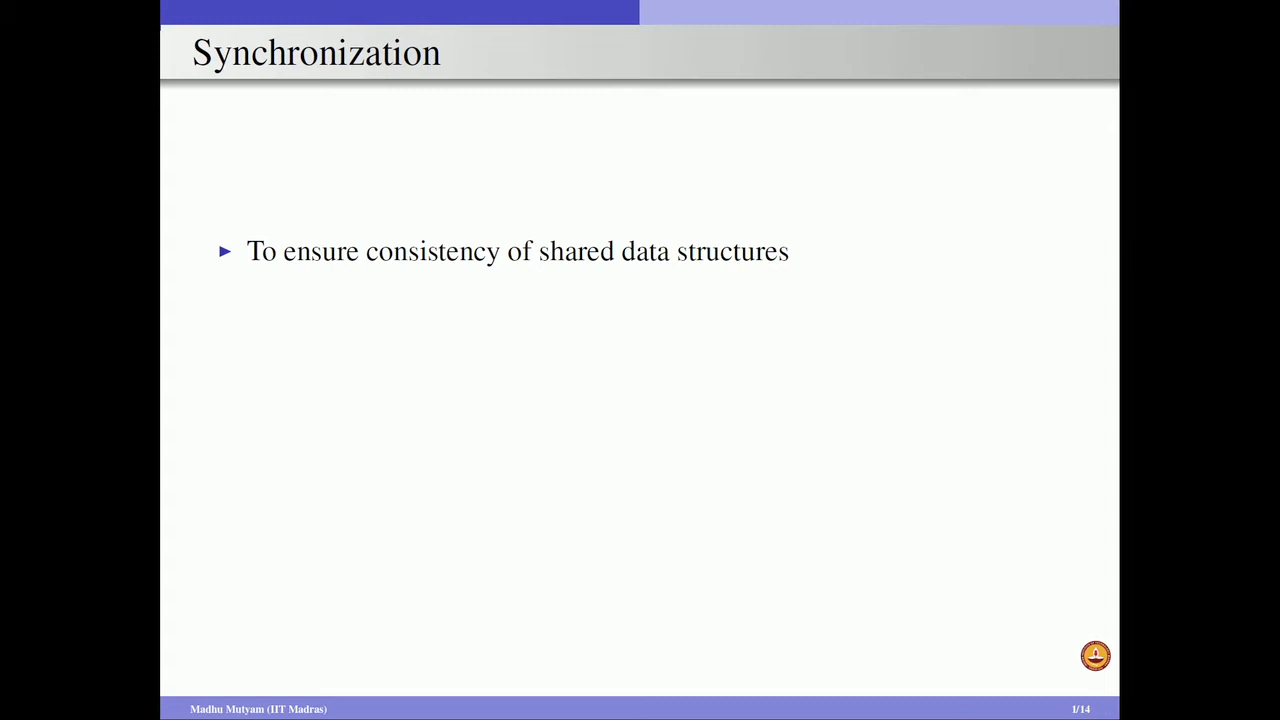 Synchronization
To ensure consistency of shared data structures
Madhu Mutyam (IIT Madras)
1/14